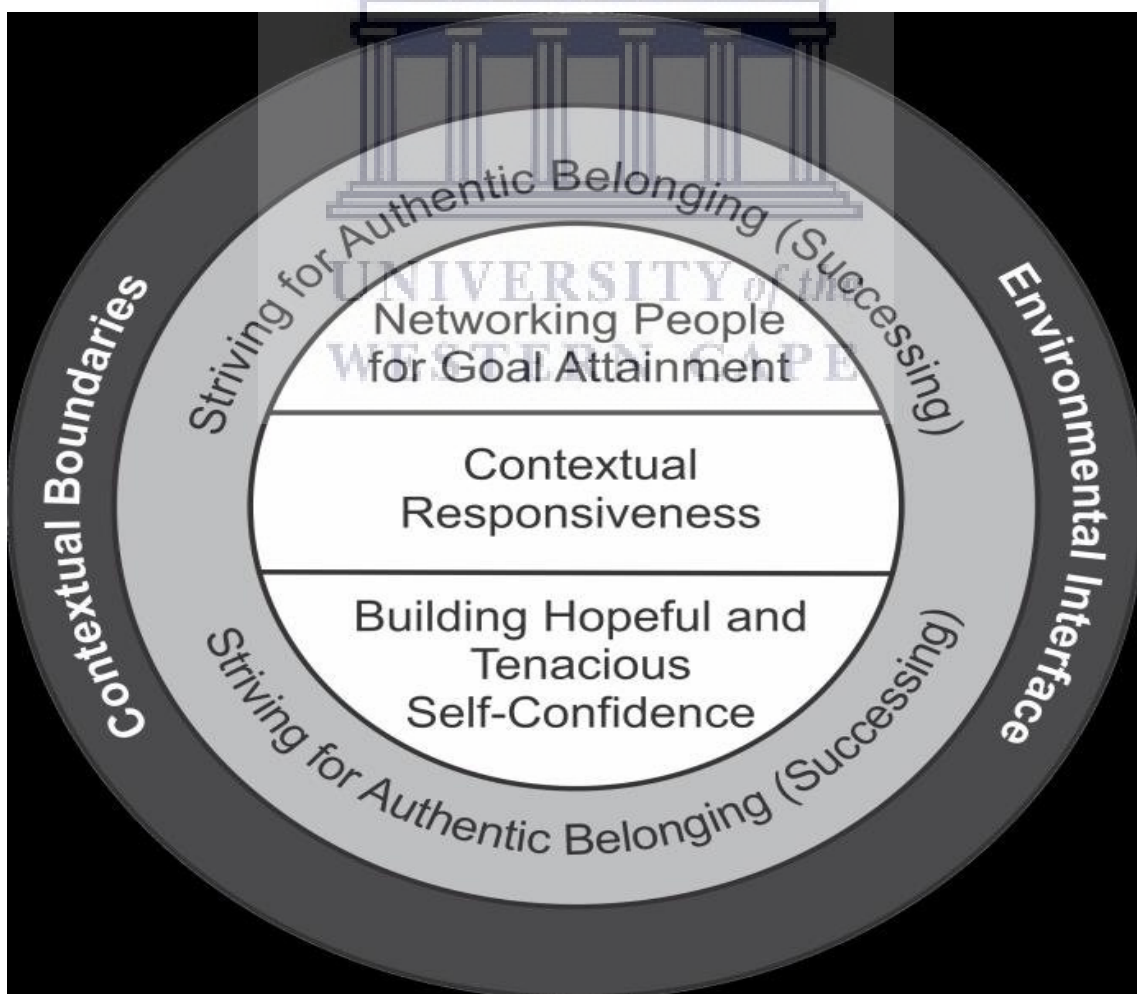 Striving for Authentic Belonging (Successing)
UNIVERSITY of the
WESTERN CAPE
Networking People
for Goal Attainment
Contextual Boundaries
Environmental Interface
Contextual
Responsiveness
Building Hopeful and
Tenacious
Self-Confidence
Striving for Authentic Belonging (Successing)